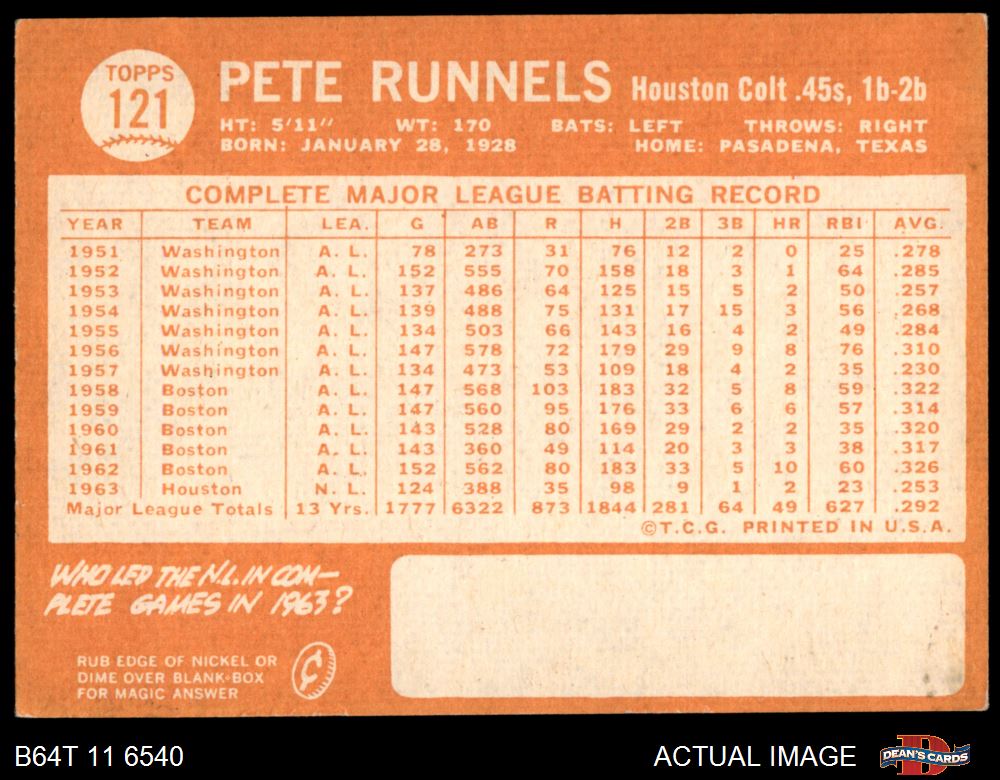 TOPPS
121
PETE RUNNELS Houston Colt .45s, 1b-2b
HT: 5'11" WT: 170 BATS: LEFT THROWS: RIGHT
BORN: JANUARY 28, 1928 HOME: PASADENA, TEXAS
COMPLETE MAJOR LEAGUE BATTING RECORD
YEAR TEAM LEA. G AB R H 2B 3B HR RBI AVG.
1951 Washington A. L. 78 273 31 76 12 2 0 25 .278
1952 Washington A. L. 152 555 70 158 18 3 1 64 .285
1953 Washington A. L. 137 486 64 125 15 5 2 50 .257
1954 Washington A. L. 139 488 75 131 17 15 3 56 .268
1955 Washington A. L. 134 503 66 143 16 4 2 49 .284
1956 Washington A. L. 147 578 72 179 29 9 8 76 .310
1957 Washington A. L. 134 473 53 109 18 4 2 35 .230
1958 Boston A. L. 147 568 103 183 32 5 8 59 .322
1959 Boston A. L. 147 560 95 176 33 6 6 57 .314
1960 Boston A. L. 143 528 80 169 29 2 2 35 .320
1961 Boston A. L. 143 360 49 114 20 3 3 38 .317
1962 Boston A. L. 152 562 80 183 33 5 10 60 .326
1963 Houston N. L. 124 388 35 98 9 1 2 23 .253
Major League Totals 13 Yrs. 1777 6322 873 1844 281 64 49 627 .292
©T.C.G. PRINTED IN U.S.A.
WHO LED THE N.L. IN COM-
PLETE GAMES IN 1963?
RUB EDGE OF NICKEL OR
DIME OVER BLANK-BOX
FOR MAGIC ANSWER
¢
B64T 11 6540 ACTUAL IMAGE
D
DEAN'S CARDS